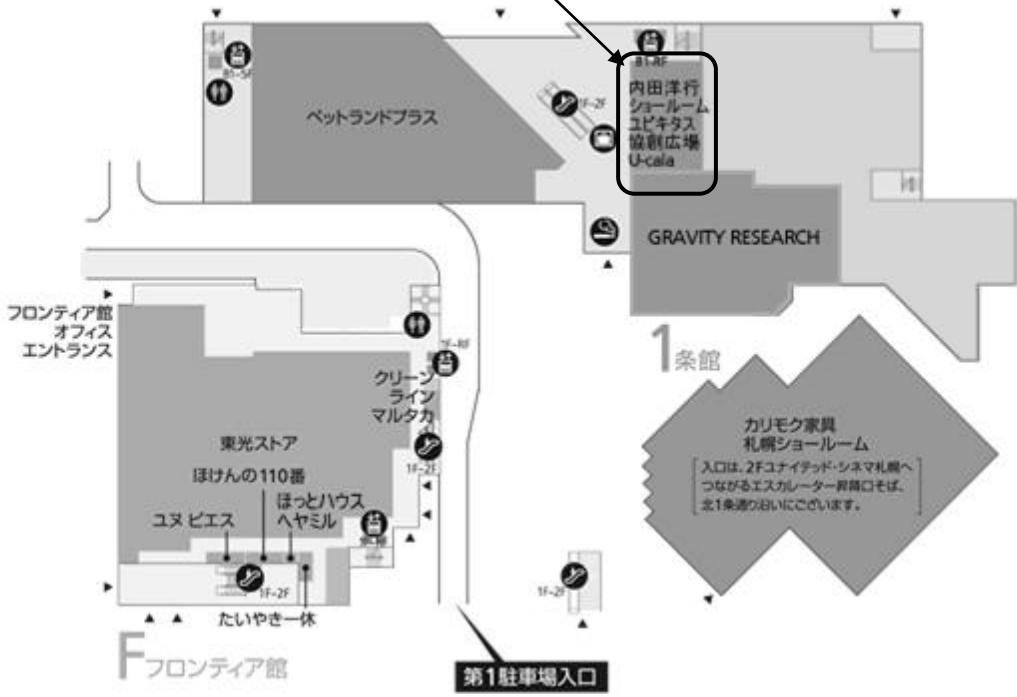 B1-5F
ペットランドプラス
1F-2F
B1-RF
内田洋行
ショールーム
ユビキタス
協創広場
U-cala
GRAVITY RESEARCH
1条館
フロンティア館
オフィス
エントランス
1F-RF
クリーン
ライン
マルタカ
1F-2F
東光ストア
ほけんの110番
ほっとハウス
ヘヤミル
ユヌ ピエス
1F-2F
たいやき一休
Fフロンティア館
カリモク家具
札幌ショールーム
入口は、2Fユナイテッド・シネマ札幌へ
つながるエスカレーター昇降口そば、
北1条通り沿いにございます。
1F-2F
第1駐車場入口